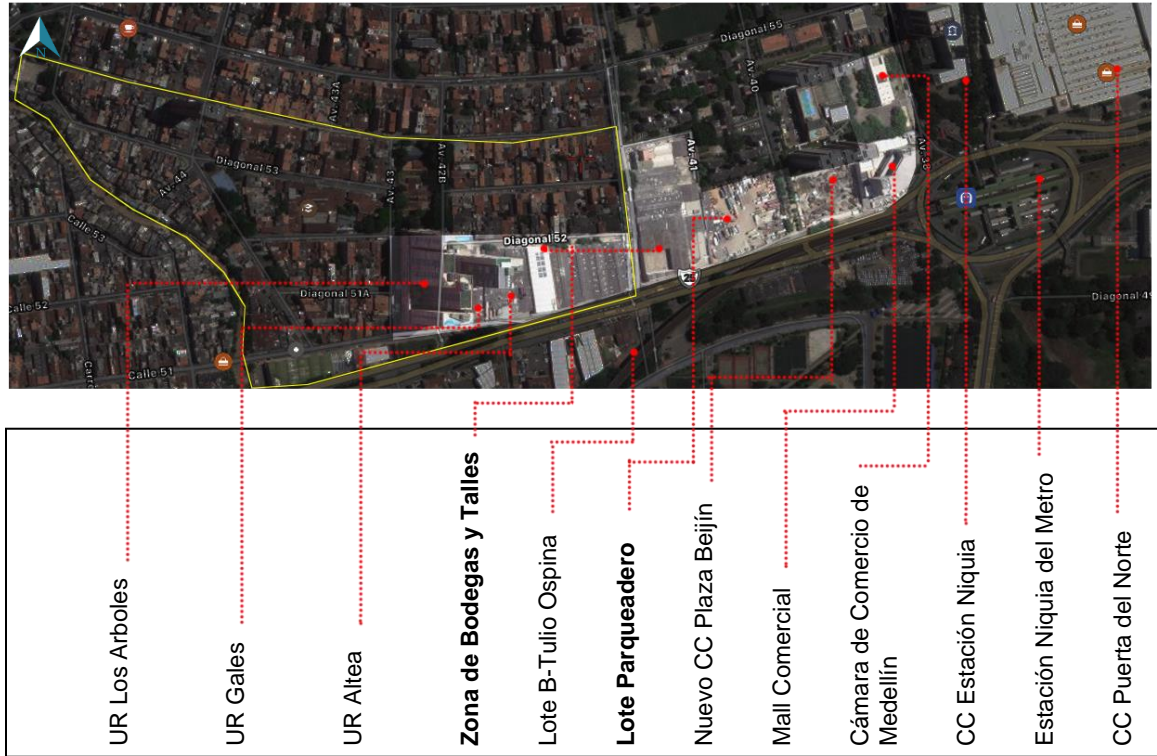 N
Diagonal 55
Av-43A
Av-40
Diagonal 53
Av-44
Av-43
Av-42B
Av-41
Av-38
Calle 53
Diagonal 52
Calle 52
Diagonal 51A
Diagonal 49
Calle 51
UR Los Arboles
UR Gales
UR Altea
Zona de Bodegas y Talles
Lote B-Tulio Ospina
Lote Parqueadero
Nuevo CC Plaza Beijín
Mall Comercial
Cámara de Comercio de
Medellín
CC Estación Niquia
Estación Niquia del Metro
CC Puerta del Norte